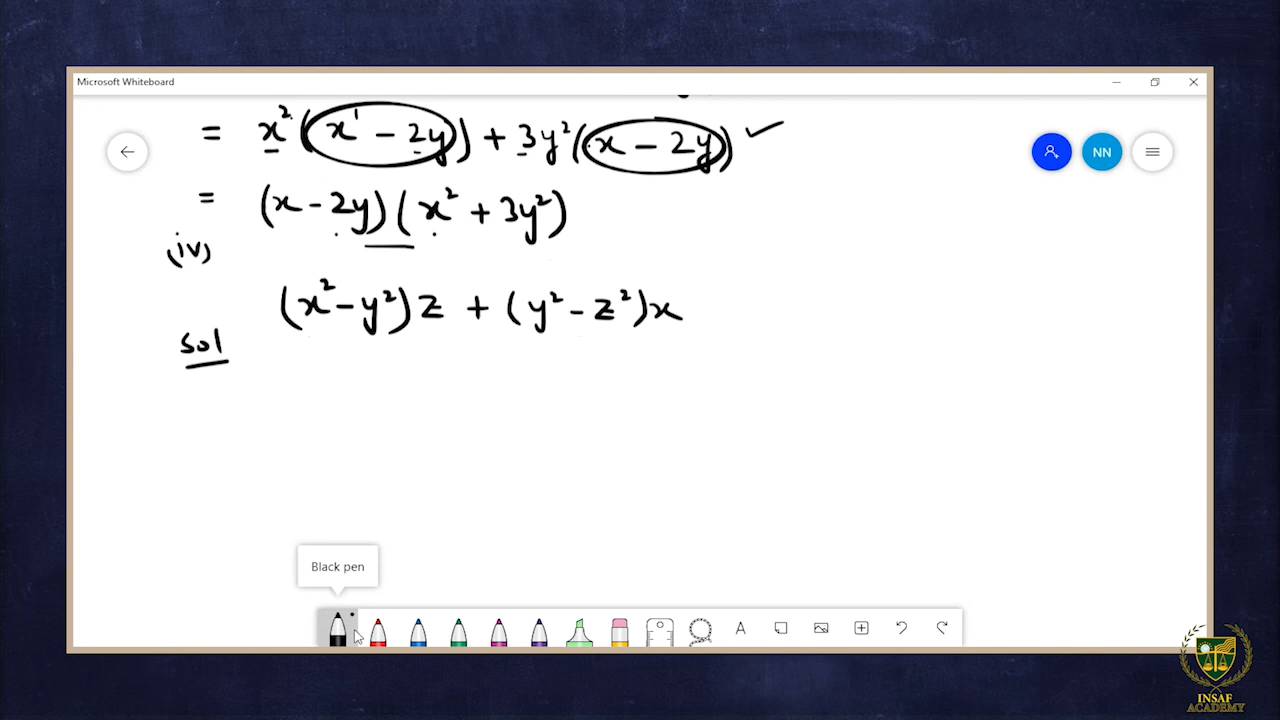 Microsoft Whiteboard
= x²(x¹ - 2y) + 3y²(x - 2y) ✓
NN
= (x - 2y)(x² + 3y²)
(iv)
(x² - y²)z + (y² - z²)x
Sol
Black pen
A
INSAF
ACADEMY